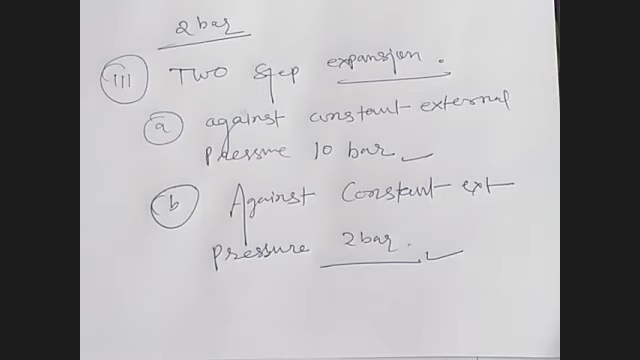 2 bar
(iii) Two step expansion.
(a) against constant external
pressure 10 bar
(b) Against Constant ext
pressure 2 bar.